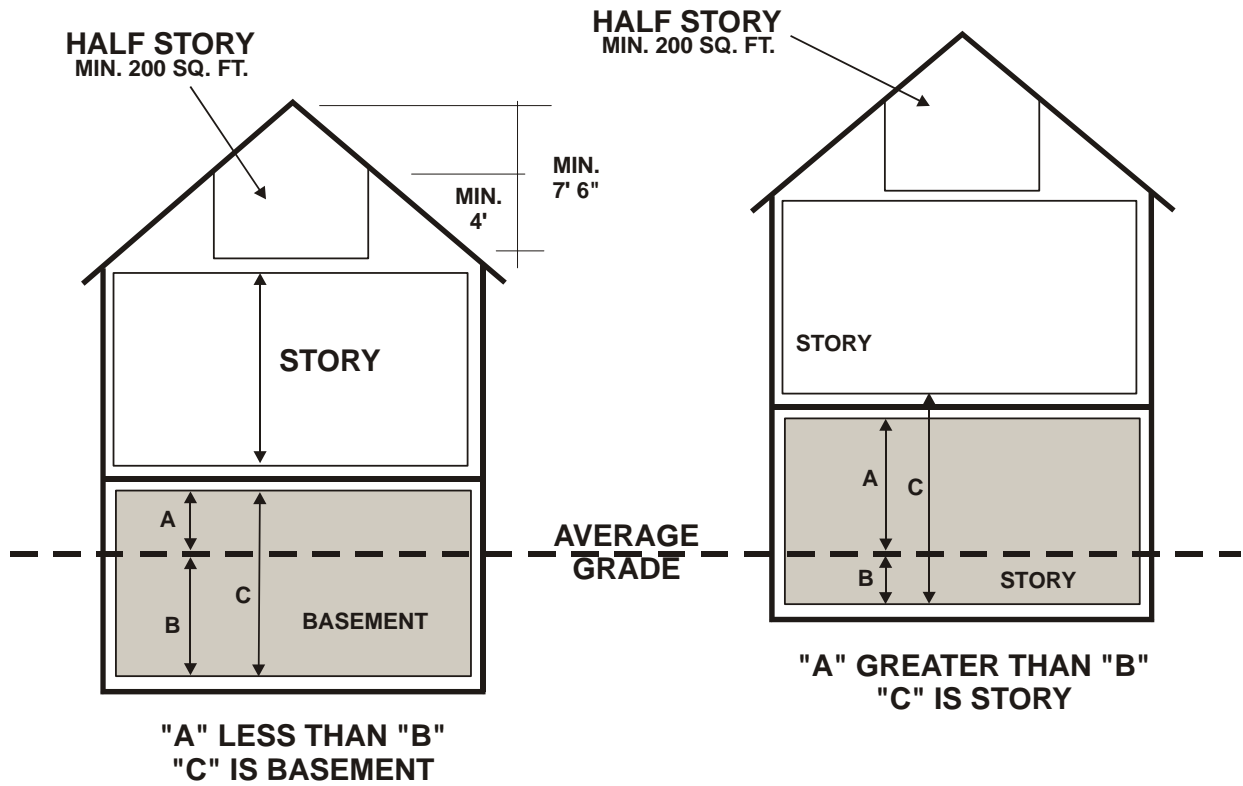 HALF STORY
MIN. 200 SQ. FT.
MIN.
7' 6"
MIN.
4'
STORY
A
B
C
BASEMENT
"A" LESS THAN "B"
"C" IS BASEMENT
AVERAGE
GRADE
HALF STORY
MIN. 200 SQ. FT.
STORY
A
C
B
STORY
"A" GREATER THAN "B"
"C" IS STORY